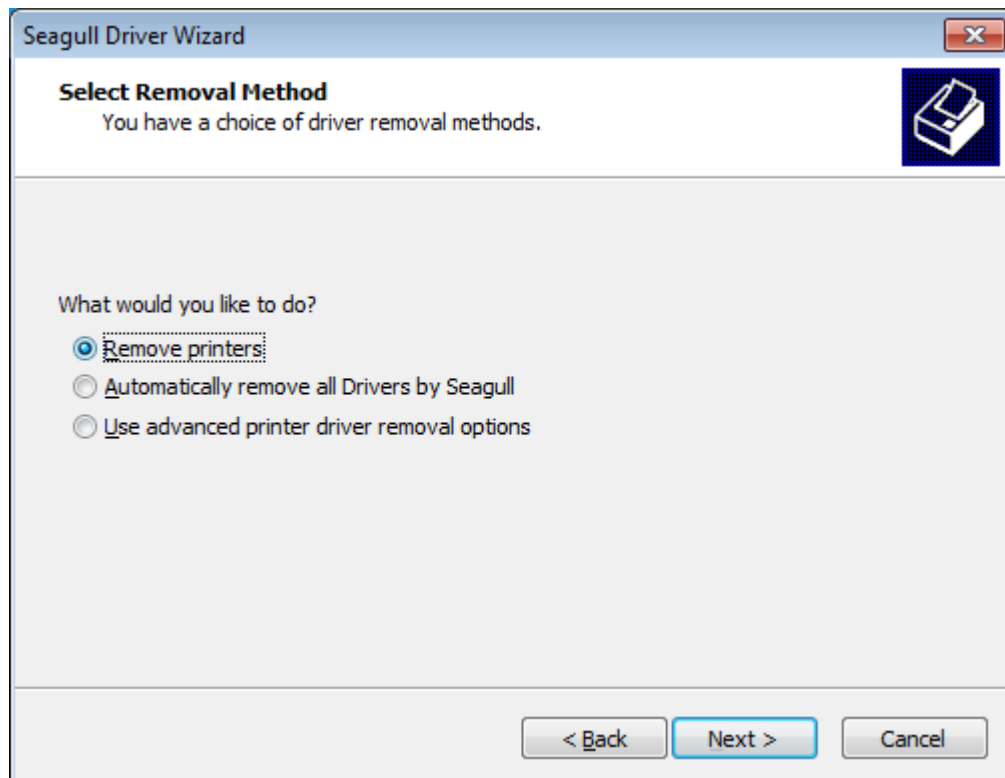 Seagull Driver Wizard
Select Removal Method
You have a choice of driver removal methods.
What would you like to do?
Remove printers
Automatically remove all Drivers by Seagull
Use advanced printer driver removal options
< Back Next > Cancel